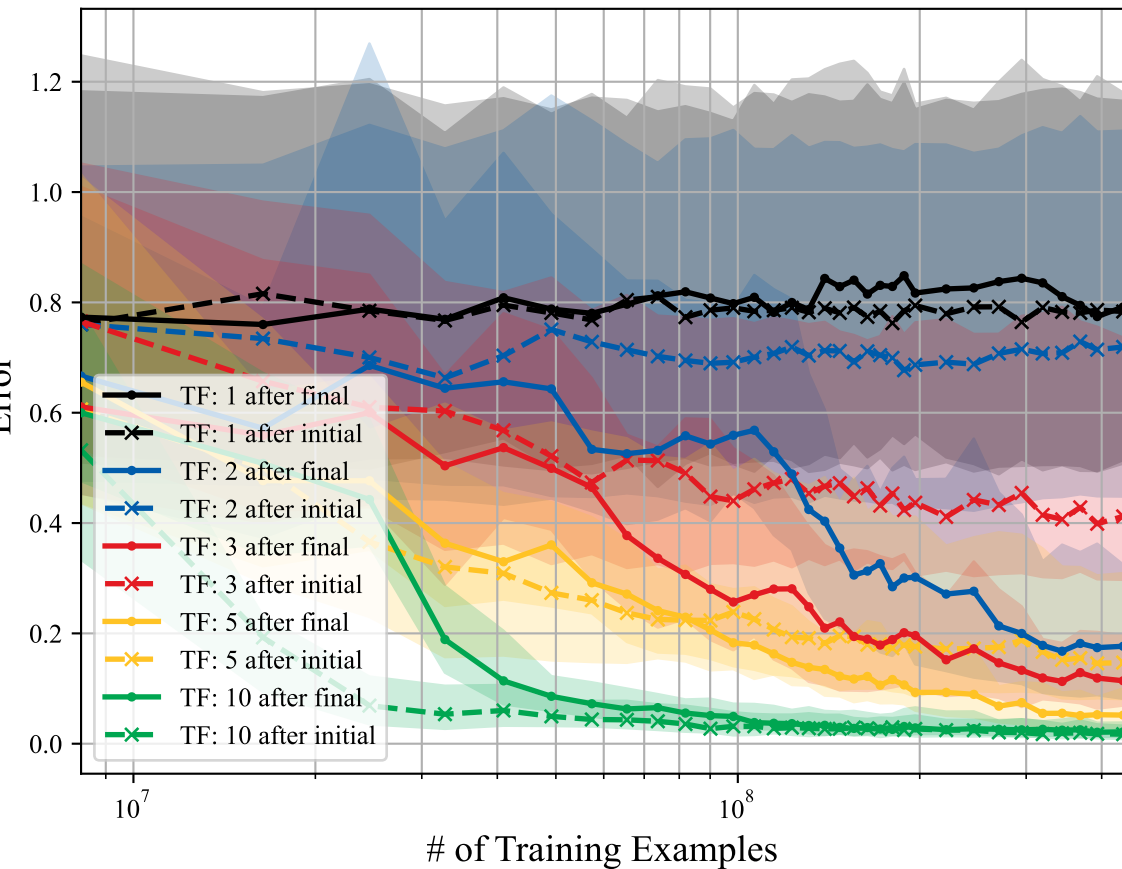 1.2
1.0
0.8
0.6
0.4
0.2
0.0
Error
TF: 1 after final
TF: 1 after initial
TF: 2 after final
TF: 2 after initial
TF: 3 after final
TF: 3 after initial
TF: 5 after final
TF: 5 after initial
TF: 10 after final
TF: 10 after initial
10⁷ 10⁸
# of Training Examples